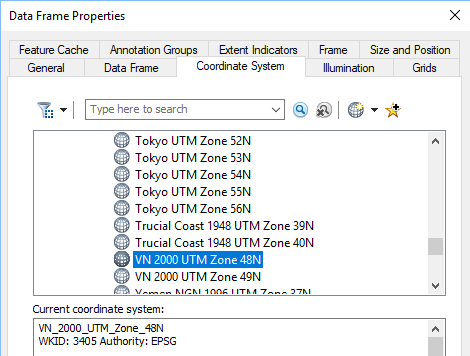 Data Frame Properties
Feature Cache Annotation Groups Extent Indicators Frame Size and Position
General Data Frame Coordinate System Illumination Grids
Type here to search
Tokyo UTM Zone 52N
Tokyo UTM Zone 53N
Tokyo UTM Zone 54N
Tokyo UTM Zone 55N
Tokyo UTM Zone 56N
Trucial Coast 1948 UTM Zone 39N
Trucial Coast 1948 UTM Zone 40N
VN 2000 UTM Zone 48N
VN 2000 UTM Zone 49N
Yemen NGN 1996 UTM Zone 37N
Current coordinate system:
VN_2000_UTM_Zone_48N
WKID: 3405 Authority: EPSG